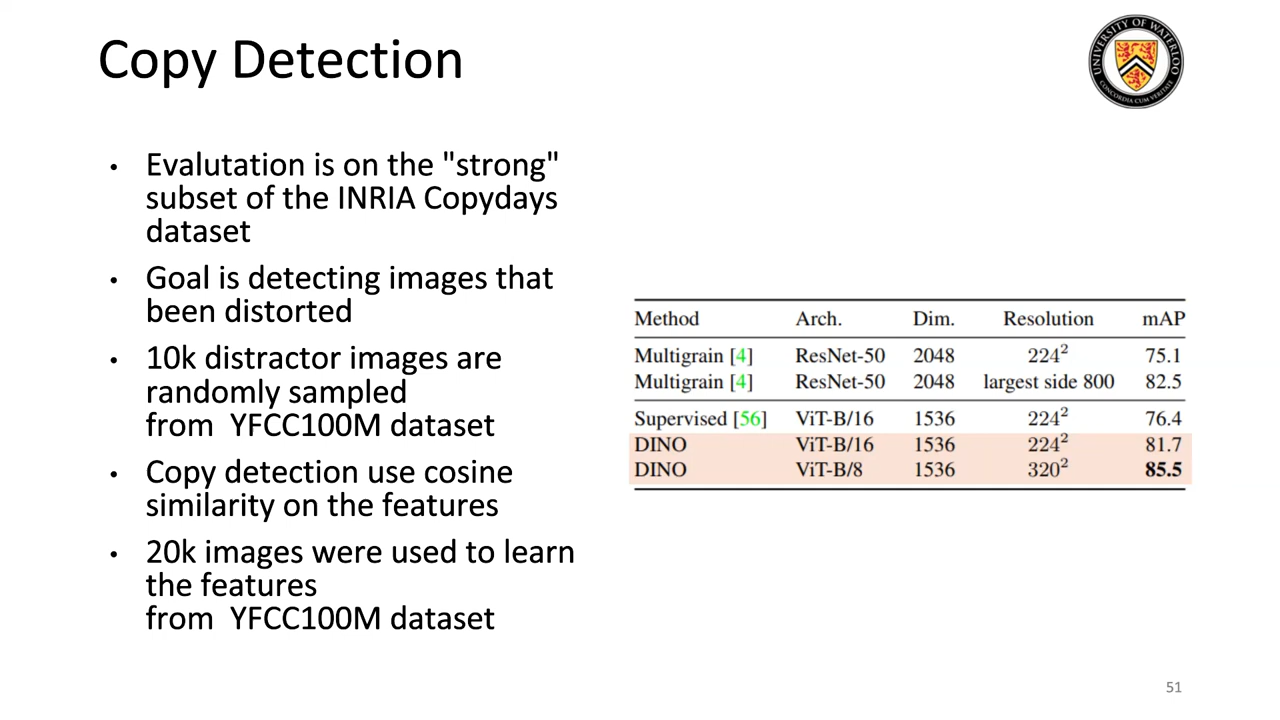 Copy Detection
UNIVERSITY OF WATERLOO
CONCORDIA CUM VERITATE
• Evalutation is on the "strong"
subset of the INRIA Copydays
dataset
• Goal is detecting images that
been distorted
• 10k distractor images are
randomly sampled
from  YFCC100M dataset
• Copy detection use cosine
similarity on the features
• 20k images were used to learn
the features
from  YFCC100M dataset
Method Arch. Dim. Resolution mAP
Multigrain [4] ResNet-50 2048 224² 75.1
Multigrain [4] ResNet-50 2048 largest side 800 82.5
Supervised [56] ViT-B/16 1536 224² 76.4
DINO ViT-B/16 1536 224² 81.7
DINO ViT-B/8 1536 320² 85.5
51